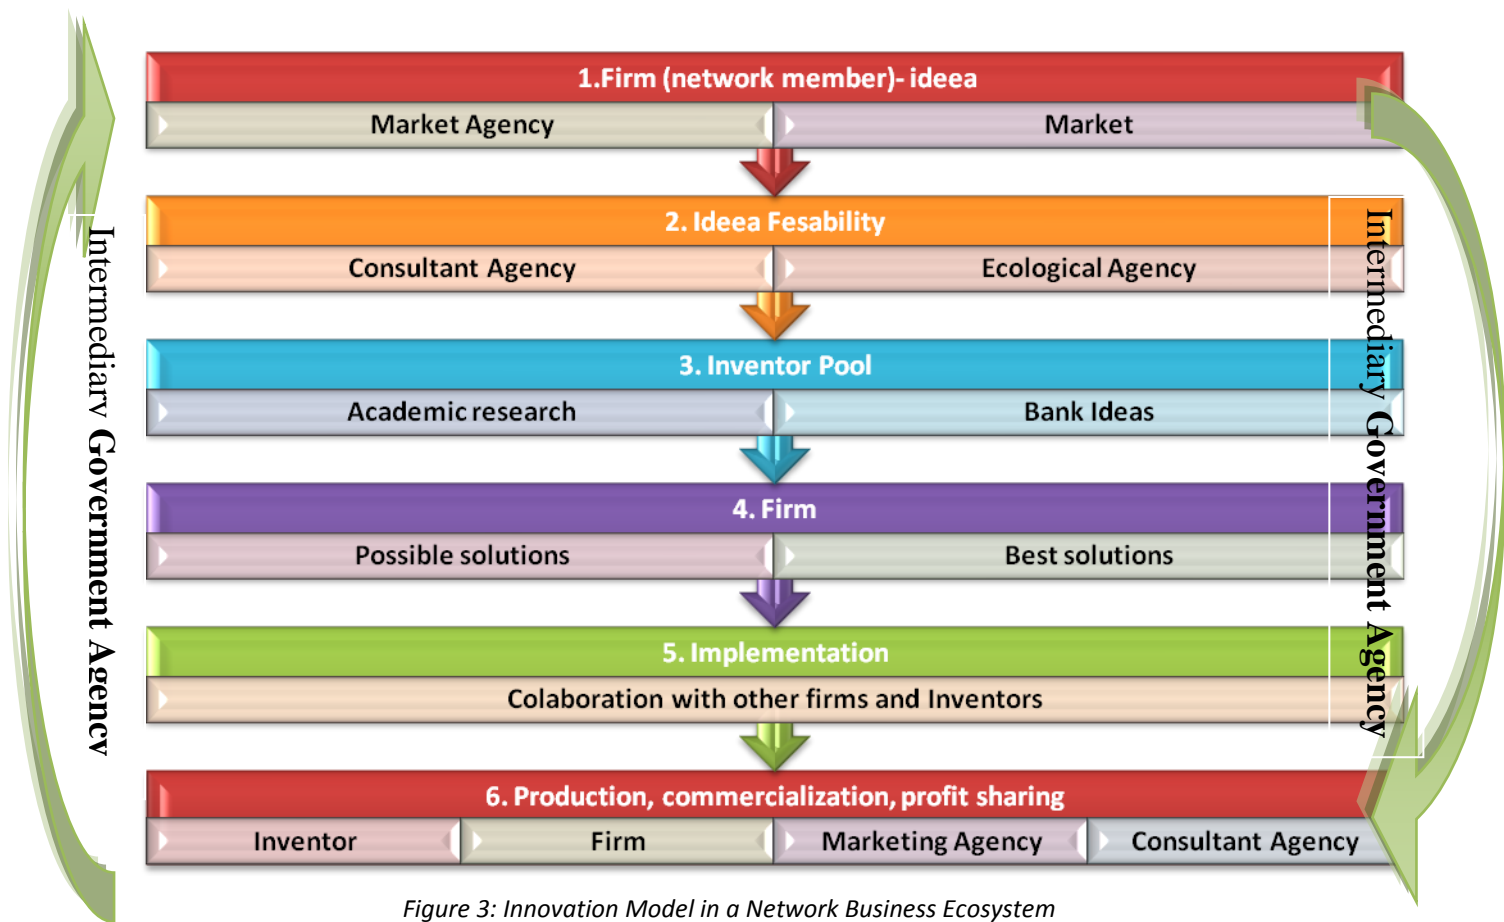 1.Firm (network member)- ideea
Market Agency
Market
2. Ideea Fesability
Consultant Agency
Ecological Agency
3. Inventor Pool
Academic research
Bank Ideas
4. Firm
Possible solutions
Best solutions
5. Implementation
Colaboration with other firms and Inventors
6. Production, commercialization, profit sharing
Inventor
Firm
Marketing Agency
Consultant Agency
Intermediary Government Agency
Intermediary Government Agency
Figure 3: Innovation Model in a Network Business Ecosystem